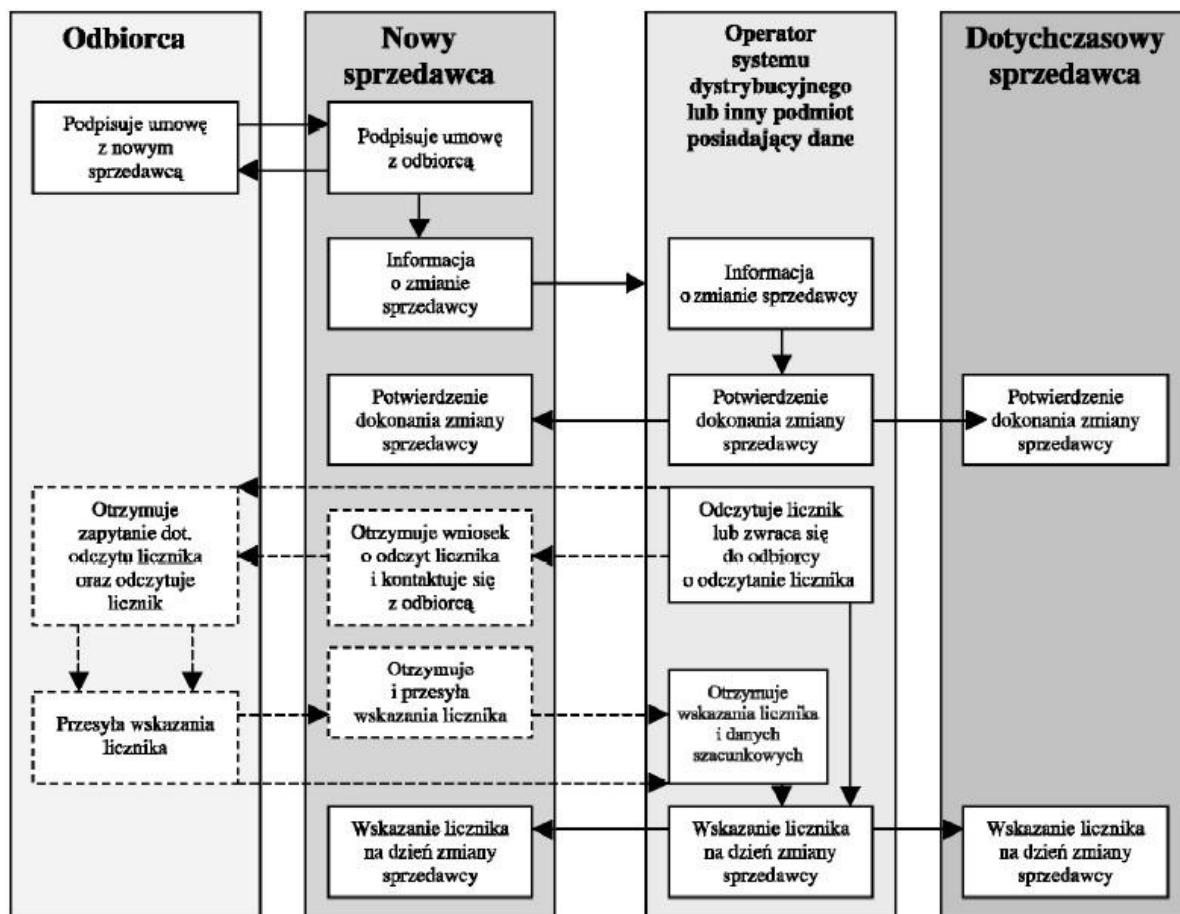 Odbiorca
Nowy
sprzedawca
Operator
systemu
dystrybucyjnego
lub inny podmiot
posiadający dane
Dotychczasowy
sprzedawca
Podpisuje umowę
z nowym
sprzedawcą
Podpisuje umowę
z odbiorcą
Informacja
o zmianie
sprzedawcy
Informacja
o zmianie sprzedawcy
Potwierdzenie
dokonania zmiany
sprzedawcy
Potwierdzenie
dokonania zmiany
sprzedawcy
Potwierdzenie
dokonania zmiany
sprzedawcy
Otrzymuje
zapytanie dot.
odczytu licznika
oraz odczytuje
licznik
Otrzymuje wniosek
o odczyt licznika
i kontaktuje się
z odbiorcą
Odczytuje licznik
lub zwraca się
do odbiorcy
o odczytanie licznika
Przesyła wskazania
licznika
Otrzymuje
i przesyła
wskazania licznika
Otrzymuje
wskazania licznika
i danych
szacunkowych
Wskazanie licznika
na dzień zmiany
sprzedawcy
Wskazanie licznika
na dzień zmiany
sprzedawcy
Wskazanie licznika
na dzień zmiany
sprzedawcy